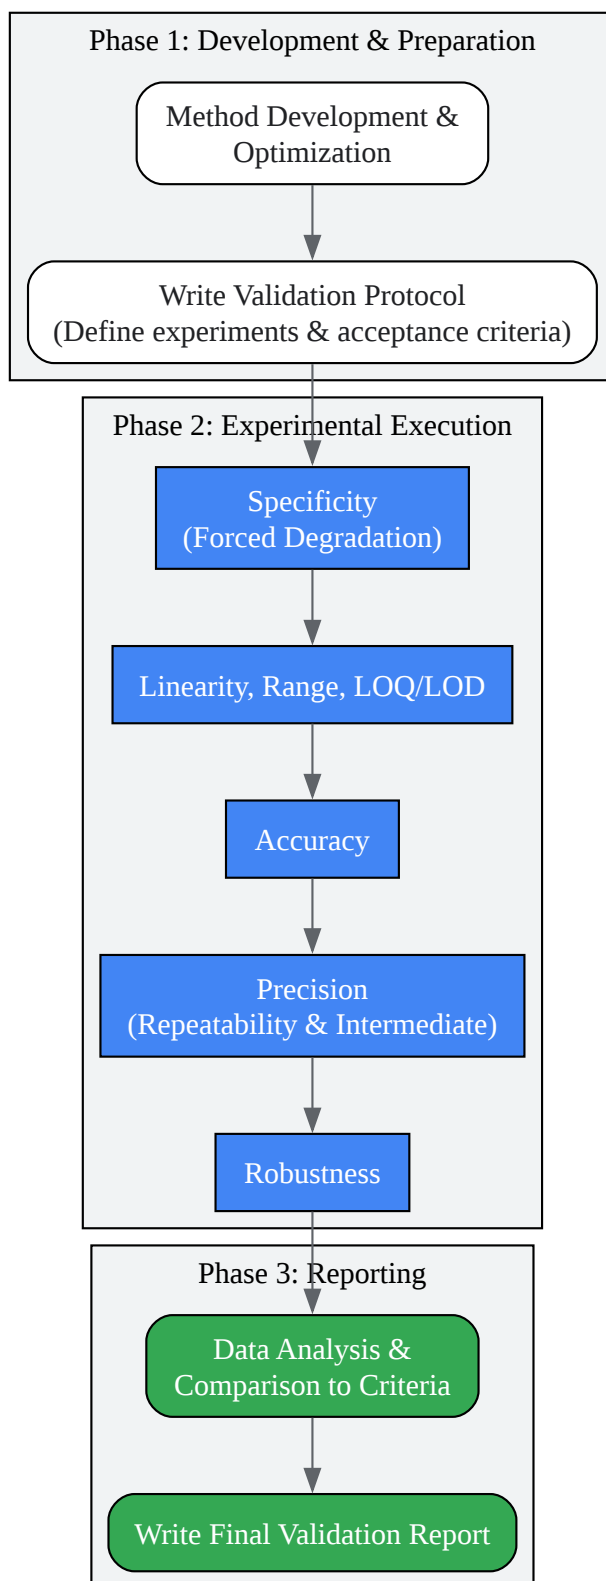 Phase 1: Development & Preparation
Method Development &
Optimization
Write Validation Protocol
(Define experiments & acceptance criteria)
Phase 2: Experimental Execution
Specificity
(Forced Degradation)
Linearity, Range, LOQ/LOD
Accuracy
Precision
(Repeatability & Intermediate)
Robustness
Phase 3: Reporting
Data Analysis &
Comparison to Criteria
Write Final Validation Report